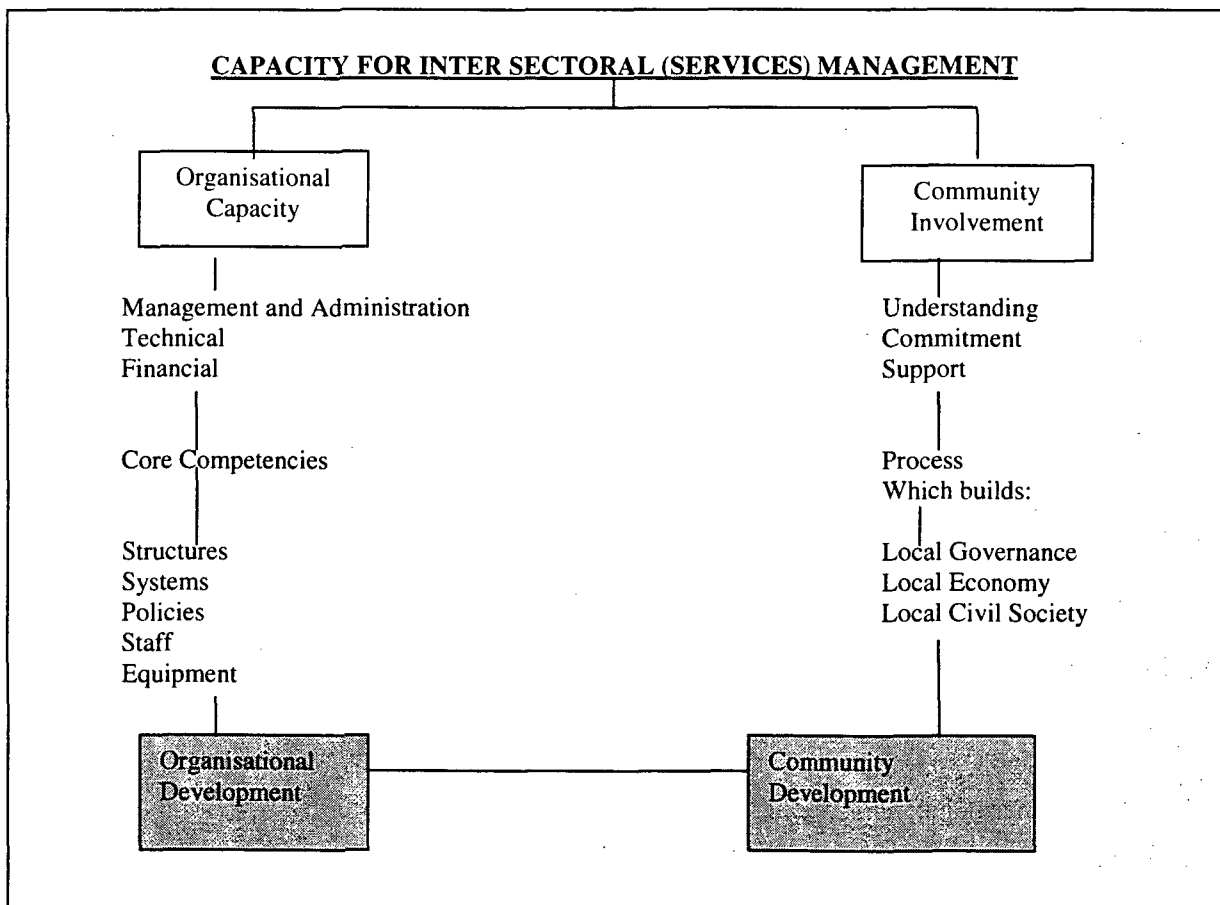 CAPACITY FOR INTER SECTORAL (SERVICES) MANAGEMENT
Organisational
Capacity
Management and Administration
Technical
Financial
Core Competencies
Structures
Systems
Policies
Staff
Equipment
Organisational
Development
Community
Involvement
Understanding
Commitment
Support
Process
Which builds:
Local Governance
Local Economy
Local Civil Society
Community
Development